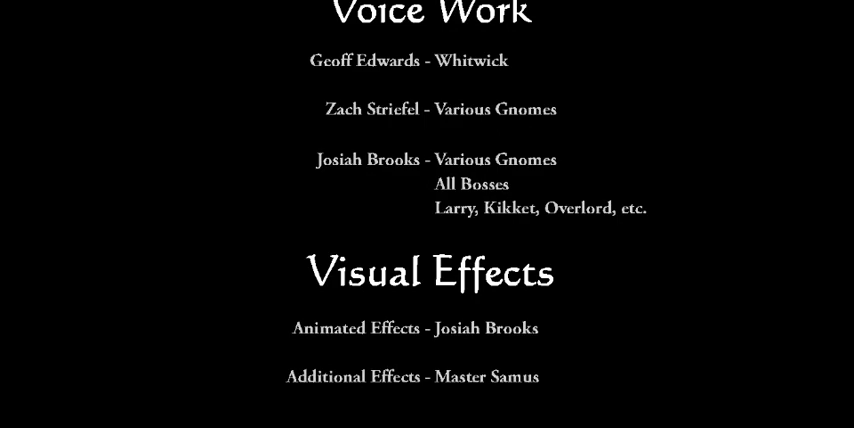 Voice Work
Geoff Edwards - Whitwick
Zach Striefel - Various Gnomes
Josiah Brooks - Various Gnomes
All Bosses
Larry, Kikket, Overlord, etc.
Visual Effects
Animated Effects - Josiah Brooks
Additional Effects - Master Samus